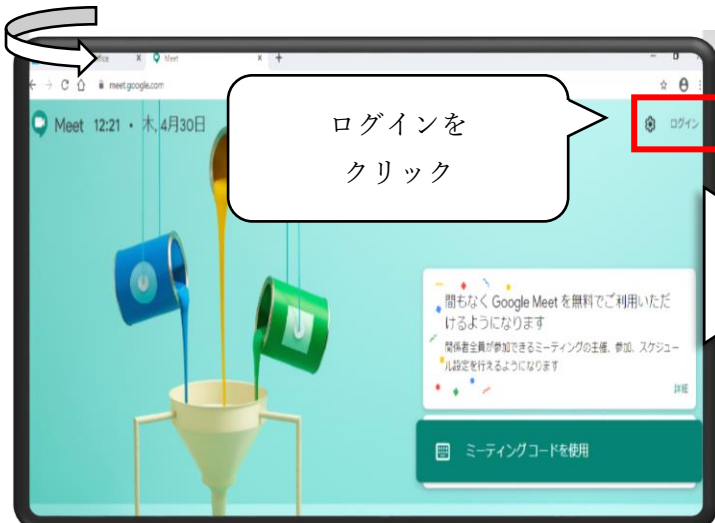 Meet
meet.google.com
Meet 12:21 • 木, 4月30日
ログインを
クリック
ログイン
間もなく Google Meet を無料でご利用いただ
けるようになります
関係者全員が参加できるミーティングの主催、参加、スケジュー
ル設定を行えるようになります
詳細
ミーティングコードを使用